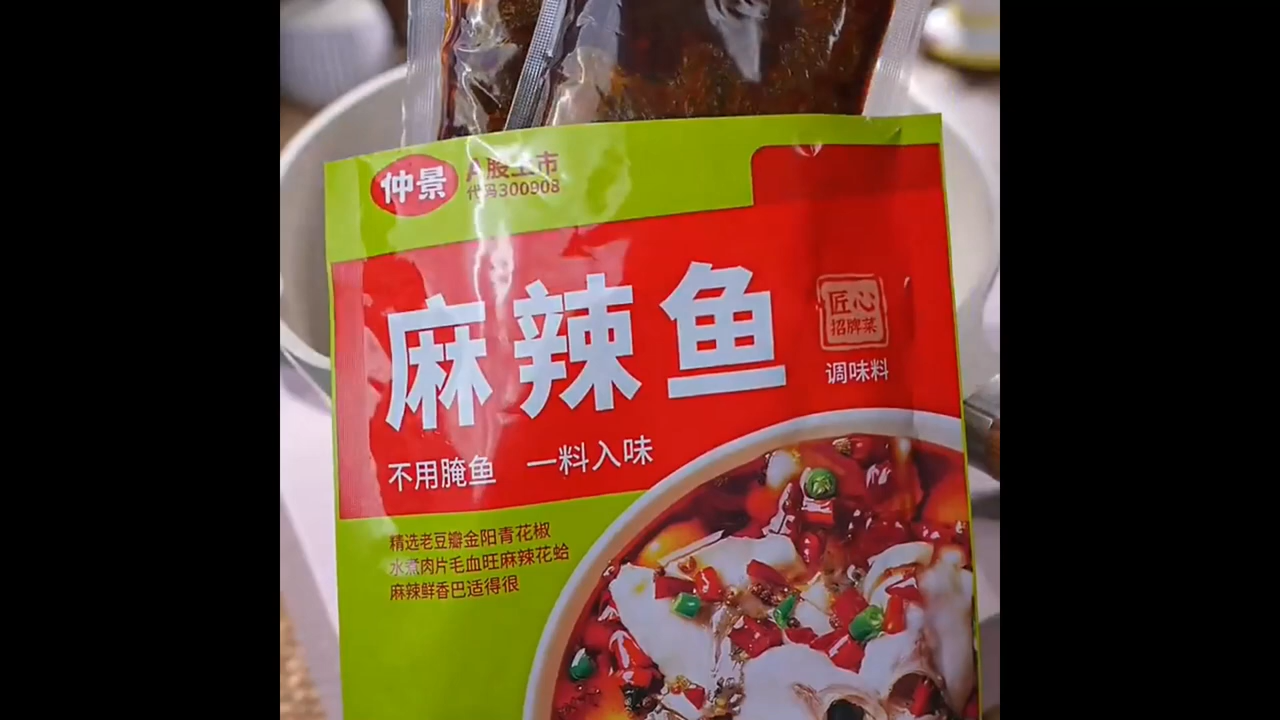 仲景
A股上市
代码300908
麻辣鱼
匠心
招牌菜
调味料
不用腌鱼 一料入味
精选老豆瓣金阳青花椒
水煮肉片毛血旺麻辣花蛤
麻辣鲜香巴适得很